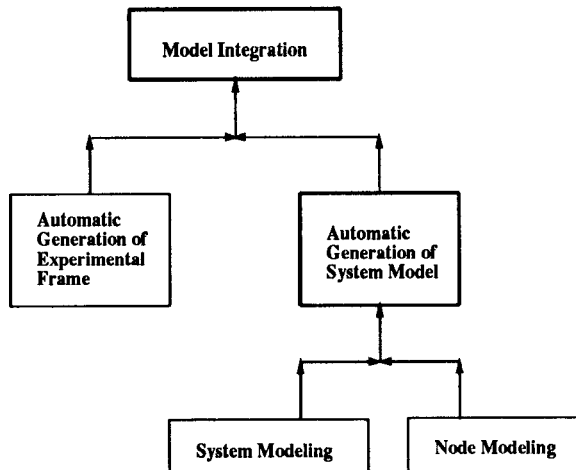 Model Integration
Automatic
Generation of
Experimental
Frame
Automatic
Generation of
System Model
System Modeling
Node Modeling